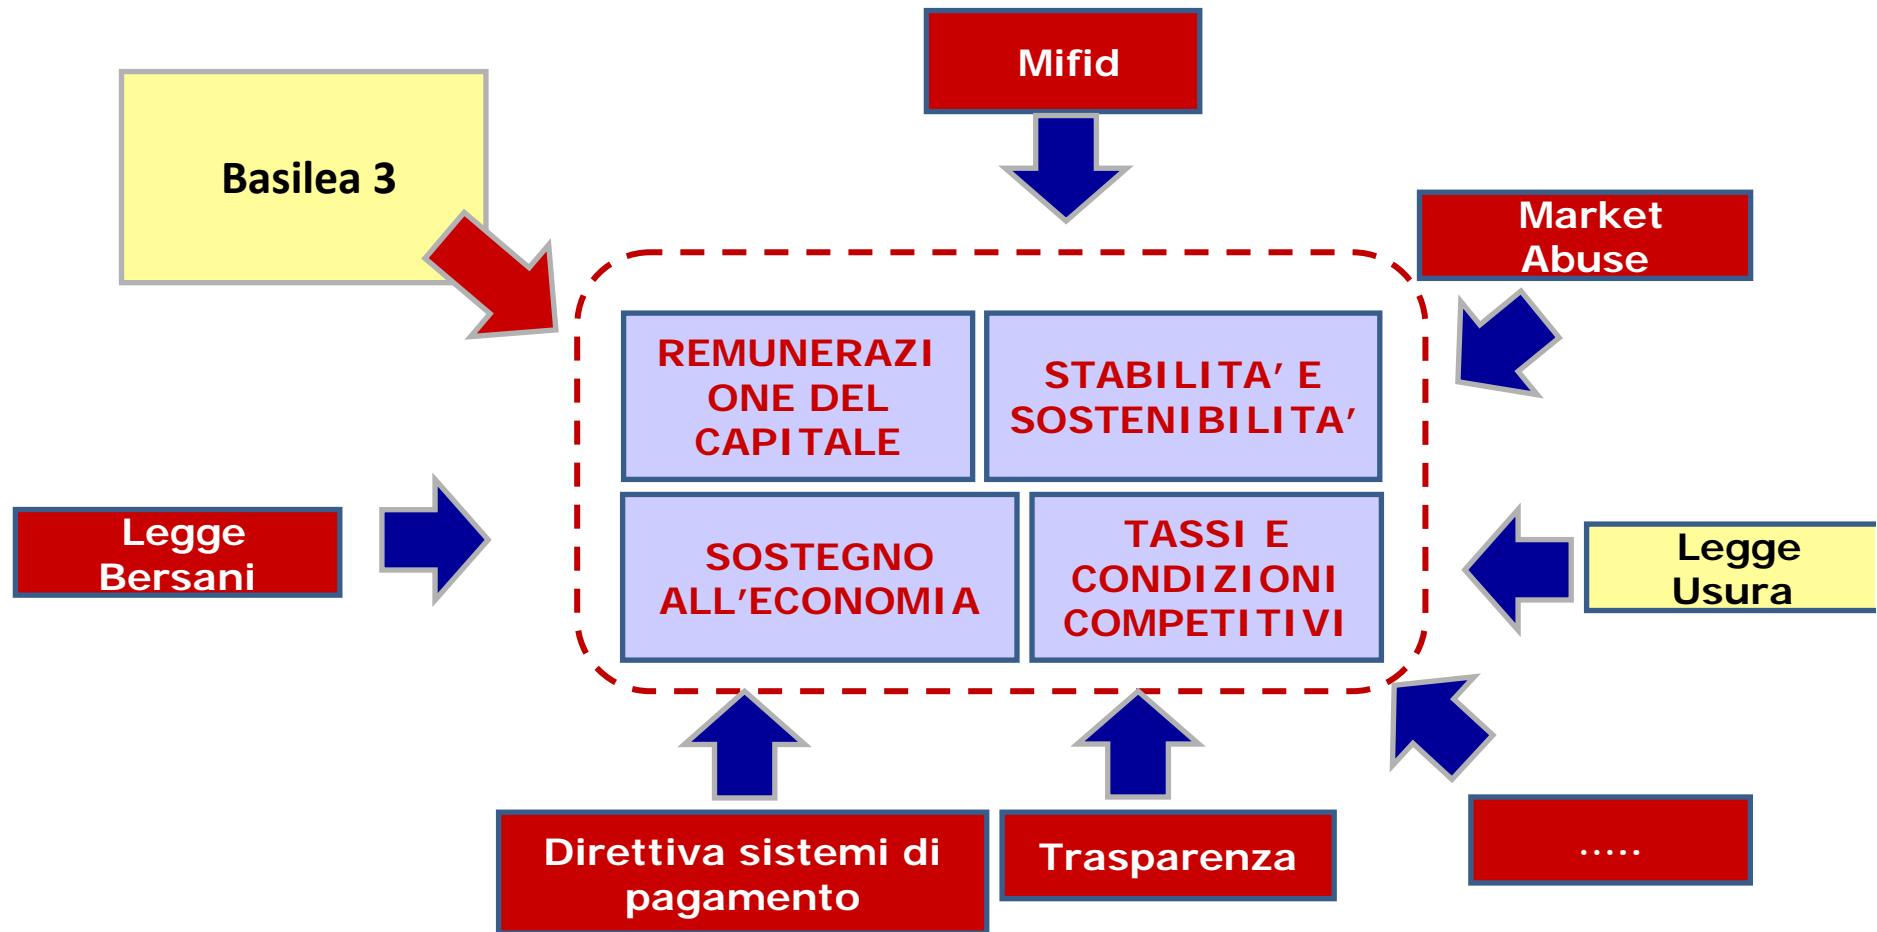 Mifid
Basilea 3
Market
Abuse
REMUNERAZI
ONE DEL
CAPITALE
STABILITA’ E
SOSTENIBILITA’
Legge
Bersani
SOSTEGNO
ALL’ECONOMIA
TASSI E
CONDIZIONI
COMPETITIVI
Legge
Usura
Direttiva sistemi di
pagamento
Trasparenza
.....